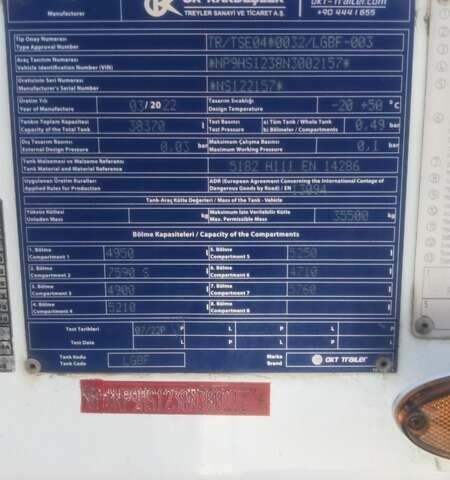 OK KARDEŞLER
Manufacturer TREYLER SANAYİ VE TİCARET A.Ş. okt-trailer.com
+90 444 1 655
Tip Onay Numarası
Type Approval Number TR/TSE04*0032/LGBF-003
Araç Tanıtım Numarası
Vehicle Identification Number (VIN) *NP9HS1238N3002157*
Üreticinin Seri Numarası
Manufacturer's Serial Number *NS122157*
Üretim Yılı
Year of Manufacture 03/2022
Tasarım Sıcaklığı
Design Temperature -20 +50 °C
Tankın Toplam Kapasitesi
Capacity of the Total Tank 38370 l
Test Basıncı a) Tüm Tank / Whole Tank
Test Pressure b) Bölmeler / Compartments 0.49 bar
Dış Tasarım Basıncı
External Design Pressure 0.03 bar
Maksimum Çalışma Basıncı
Maximum Working Pressure 0.1 bar
Tank Malzemesi ve Malzeme Referansı
Tank Material and Material Reference 5182 H111 EN 14286
Uygulanan Üretim Kuralları
Applied Rules for Production
ADR (European Agreement Concerning the International Carriage of
Dangerous Goods by Road) / EN 13094
Tank-Araç Kütle Değerleri / Mass of the Tank - Vehicle
Yüksüz Kütlesi
Unladen Mass kg
Maksimum İzin Verilebilir Kütle
Max. Permissible Mass 35500 kg
Bölme Kapasiteleri / Capacity of the Compartments
1. Bölme
Compartment 1 4950 l
5. Bölme
Compartment 5 5250 l
2. Bölme
Compartment 2 7590 S l
6. Bölme
Compartment 6 4710 l
3. Bölme
Compartment 3 4900 l
7. Bölme
Compartment 7 5760 l
4. Bölme
Compartment 4 5210 l
8. Bölme
Compartment 8 l
Test Tarihleri 07/22P P P P
Test Date L L L L
Tank Kodu
Tank Code LGBF
Marka
Brand OKT Trailer